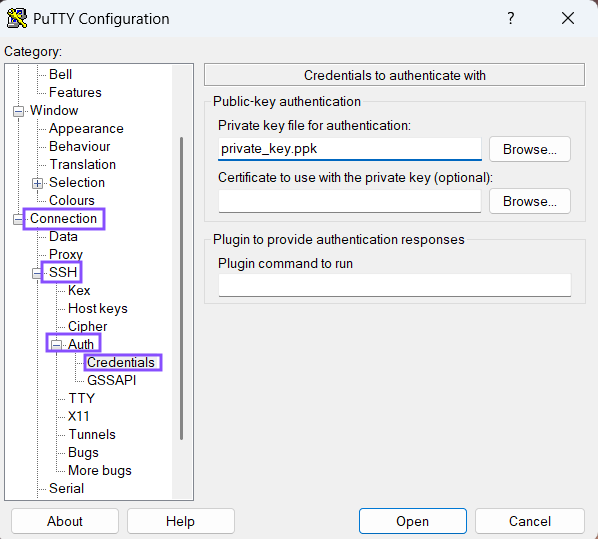 PuTTY Configuration
?
Category:
Bell
Features
Window
Appearance
Behaviour
Translation
Selection
Colours
Connection
Data
Proxy
SSH
Kex
Host keys
Cipher
Auth
Credentials
GSSAPI
TTY
X11
Tunnels
Bugs
More bugs
Serial
Credentials to authenticate with
Public-key authentication
Private key file for authentication:
private_key.ppk
Browse...
Certificate to use with the private key (optional):
Browse...
Plugin to provide authentication responses
Plugin command to run
About
Help
Open
Cancel